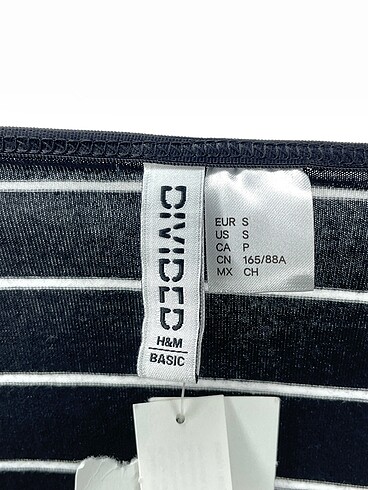 DIVIDED
H&M
BASIC
EUR S
US S
CA P
CN 165/88A
MX CH